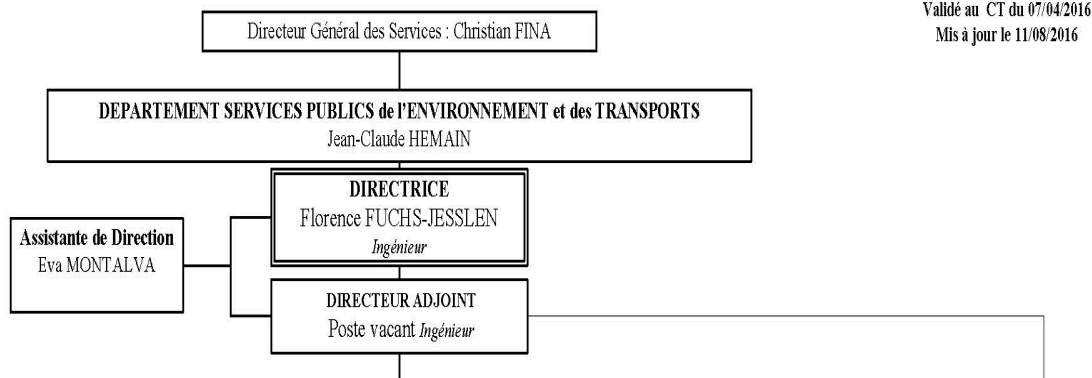 Validé au CT du 07/04/2016
Mis à jour le 11/08/2016
Directeur Général des Services : Christian FINA
DEPARTEMENT SERVICES PUBLICS de l'ENVIRONNEMENT et des TRANSPORTS
Jean-Claude HEMAIN
DIRECTRICE
Florence FUCHS-JESSLEN
Ingénieur
Assistante de Direction
Eva MONTALVA
DIRECTEUR ADJOINT
Poste vacant Ingénieur